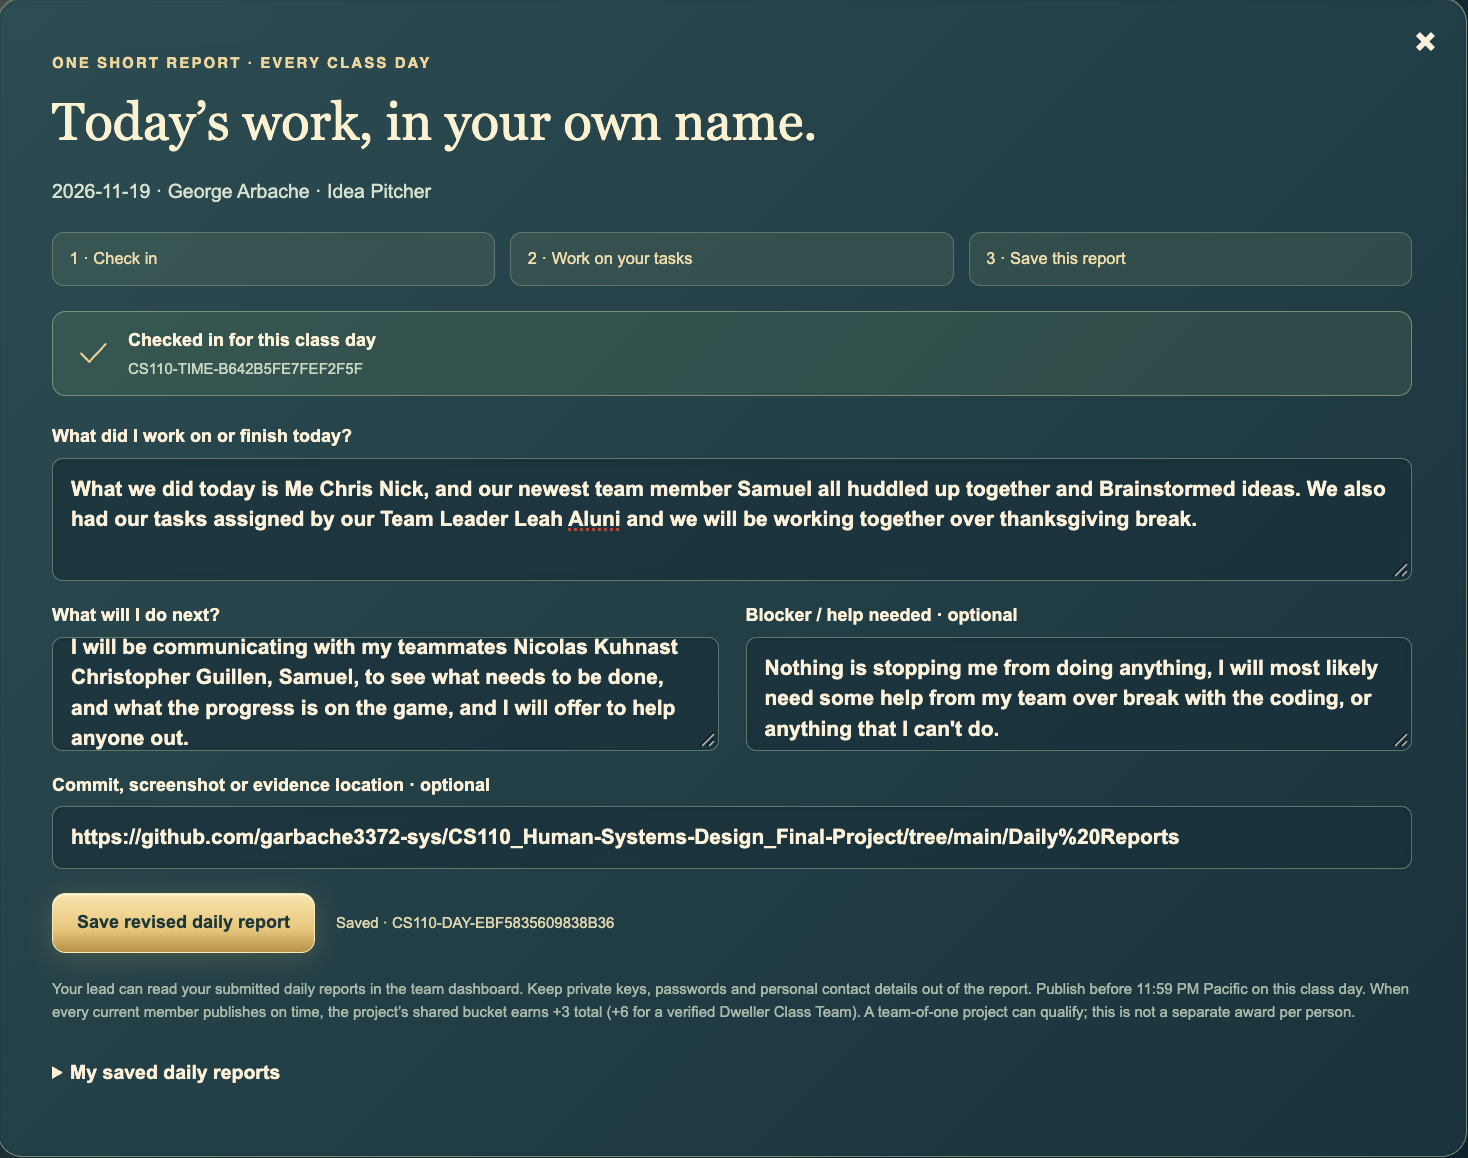 ONE SHORT REPORT · EVERY CLASS DAY
Today’s work, in your own name.
2026-11-19 · George Arbache · Idea Pitcher
1 · Check in
2 · Work on your tasks
3 · Save this report
Checked in for this class day
CS110-TIME-B642B5FE7FEF2F5F
What did I work on or finish today?
What we did today is Me Chris Nick, and our newest team member Samuel all huddled up together and Brainstormed ideas. We also
had our tasks assigned by our Team Leader Leah Aluni and we will be working together over thanksgiving break.
What will I do next?
I will be communicating with my teammates Nicolas Kuhnast
Christopher Guillen, Samuel, to see what needs to be done,
and what the progress is on the game, and I will offer to help
anyone out.
Blocker / help needed · optional
Nothing is stopping me from doing anything, I will most likely
need some help from my team over break with the coding, or
anything that I can't do.
Commit, screenshot or evidence location · optional
https://github.com/garbache3372-sys/CS110_Human-Systems-Design_Final-Project/tree/main/Daily%20Reports
Save revised daily report
Saved · CS110-DAY-EBF5835609838B36
Your lead can read your submitted daily reports in the team dashboard. Keep private keys, passwords and personal contact details out of the report. Publish before 11:59 PM Pacific on this class day. When
every current member publishes on time, the project's shared bucket earns +3 total (+6 for a verified Dweller Class Team). A team-of-one project can qualify; this is not a separate award per person.
My saved daily reports